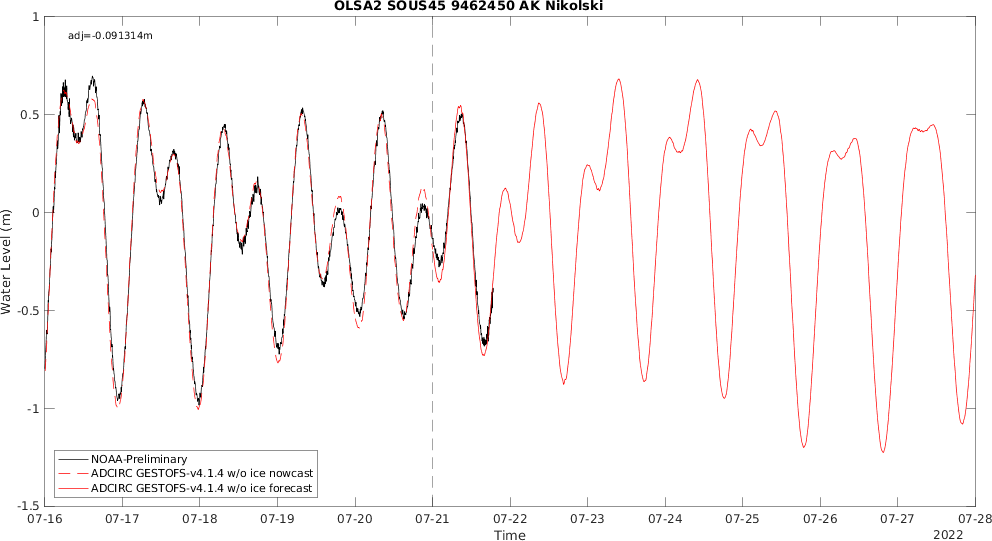 OLSA2 SOUS45 9462450 AK Nikolski
adj=-0.091314m
1
0.5
0
-0.5
-1
-1.5
Water Level (m)
NOAA-Preliminary
ADCIRC GESTOFS-v4.1.4 w/o ice nowcast
ADCIRC GESTOFS-v4.1.4 w/o ice forecast
07-16 07-17 07-18 07-19 07-20 07-21 07-22 07-23 07-24 07-25 07-26 07-27 07-28
Time
2022